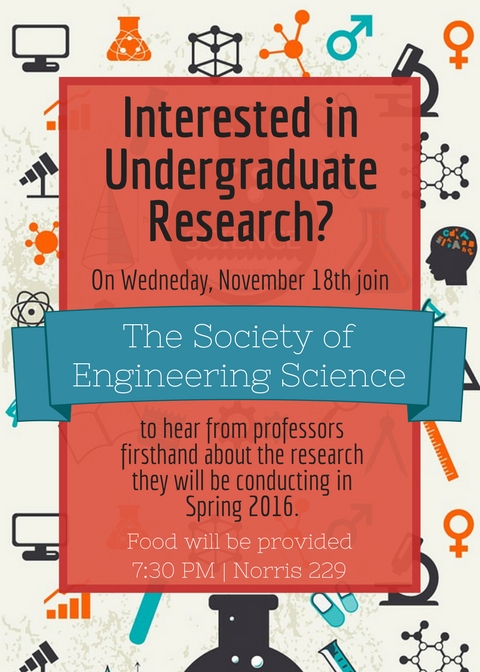 Interested in
Undergraduate
Research?
On Wedneday, November 18th join
The Society of
Engineering Science
to hear from professors
firsthand about the research
they will be conducting in
Spring 2016.
Food will be provided
7:30 PM | Norris 229